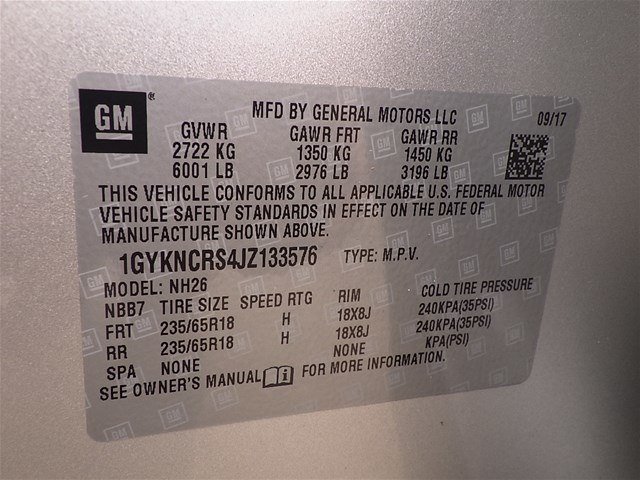 GM
MFD BY GENERAL MOTORS LLC 09/17
GVWR GAWR FRT GAWR RR
2722 KG 1350 KG 1450 KG
6001 LB 2976 LB 3196 LB
THIS VEHICLE CONFORMS TO ALL APPLICABLE U.S. FEDERAL MOTOR
VEHICLE SAFETY STANDARDS IN EFFECT ON THE DATE OF
MANUFACTURE SHOWN ABOVE.
1GYKNCRS4JZ133576 TYPE: M.P.V.
MODEL: NH26
NBB7 TIRE SIZE SPEED RTG RIM COLD TIRE PRESSURE
FRT 235/65R18 H 18X8J 240KPA(35PSI)
RR 235/65R18 H 18X8J 240KPA(35PSI)
SPA NONE NONE KPA(PSI)
SEE OWNER'S MANUAL i FOR MORE INFORMATION.